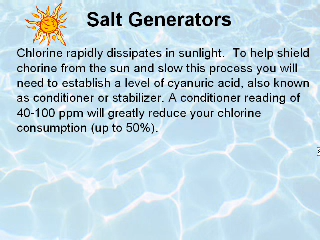 Salt Generators
Chlorine rapidly dissipates in sunlight.  To help shield
chorine from the sun and slow this process you will
need to establish a level of cyanuric acid, also known
as conditioner or stabilizer. A conditioner reading of
40-100 ppm will greatly reduce your chlorine
consumption (up to 50%).